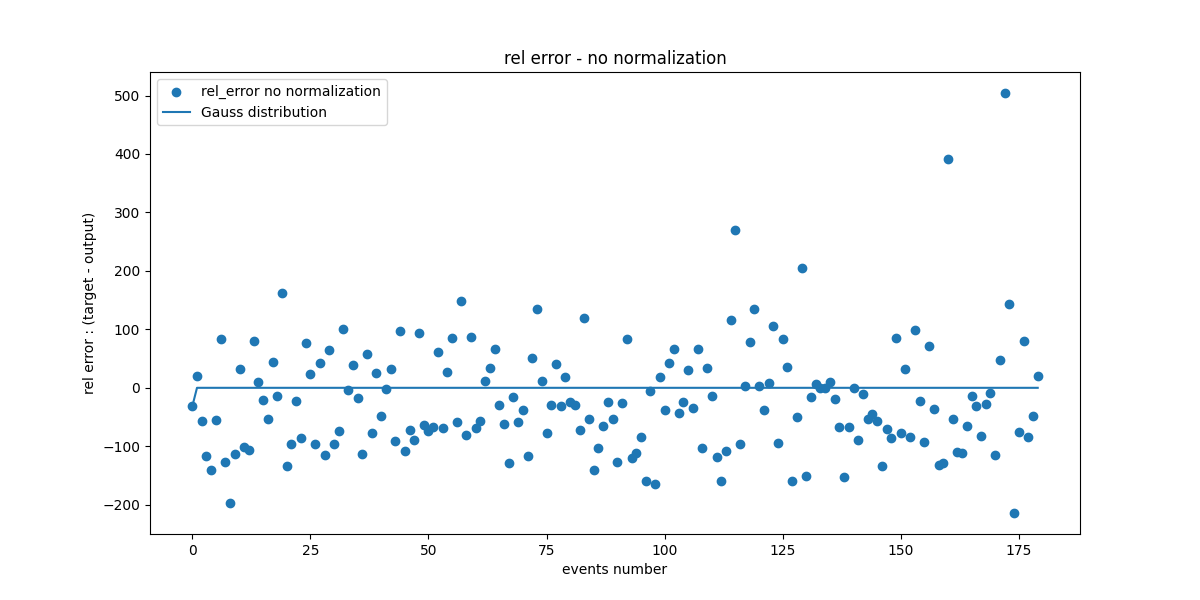 rel error - no normalization
rel_error no normalization
Gauss distribution
rel error : (target - output)
500
400
300
200
100
0
−100
−200
0 25 50 75 100 125 150 175
events number